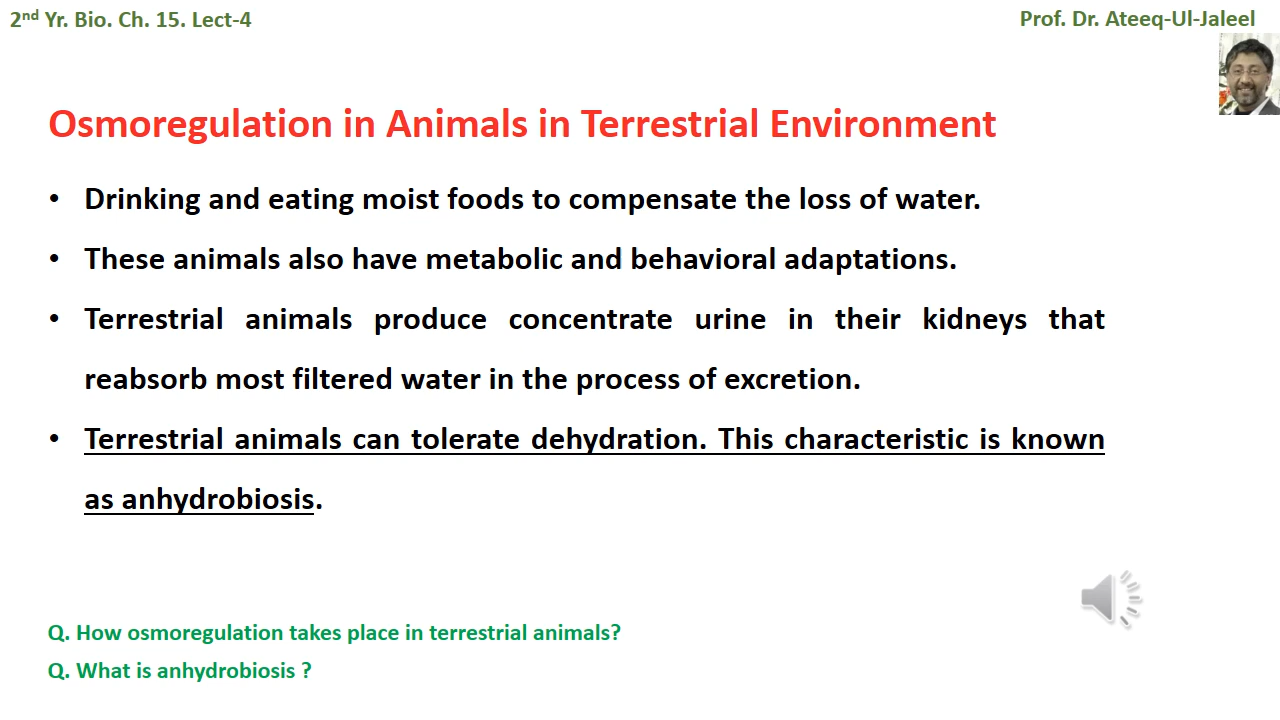 2nd Yr. Bio. Ch. 15. Lect-4
Prof. Dr. Ateeq-Ul-Jaleel
Osmoregulation in Animals in Terrestrial Environment
• Drinking and eating moist foods to compensate the loss of water.
• These animals also have metabolic and behavioral adaptations.
• Terrestrial animals produce concentrate urine in their kidneys that
reabsorb most filtered water in the process of excretion.
• Terrestrial animals can tolerate dehydration. This characteristic is known
as anhydrobiosis.
Q. How osmoregulation takes place in terrestrial animals?
Q. What is anhydrobiosis ?